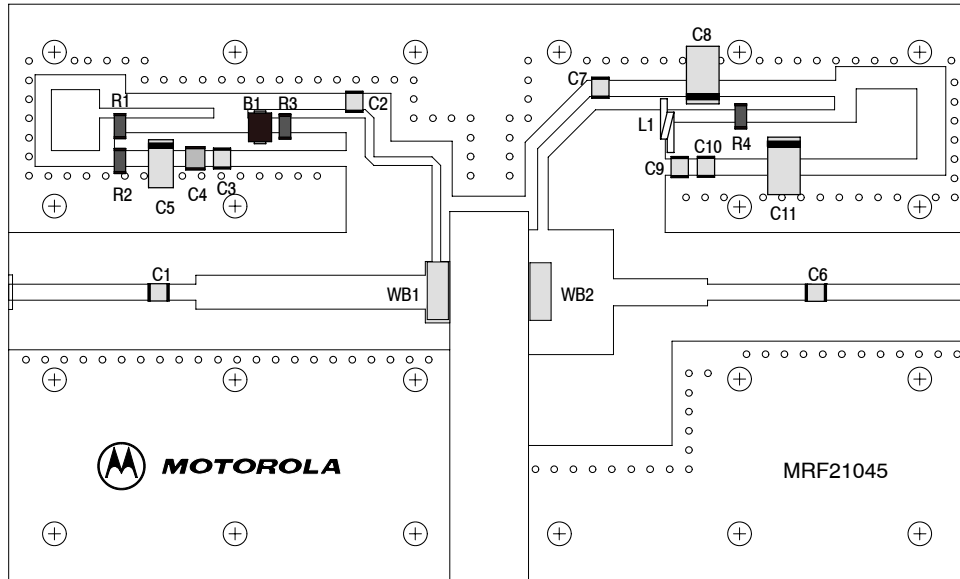 C8
C7
C2
R1
B1
R3
L1
R4
C9
C10
R2
C4
C3
C5
C11
C1
C6
WB1
WB2
MOTOROLA
MRF21045